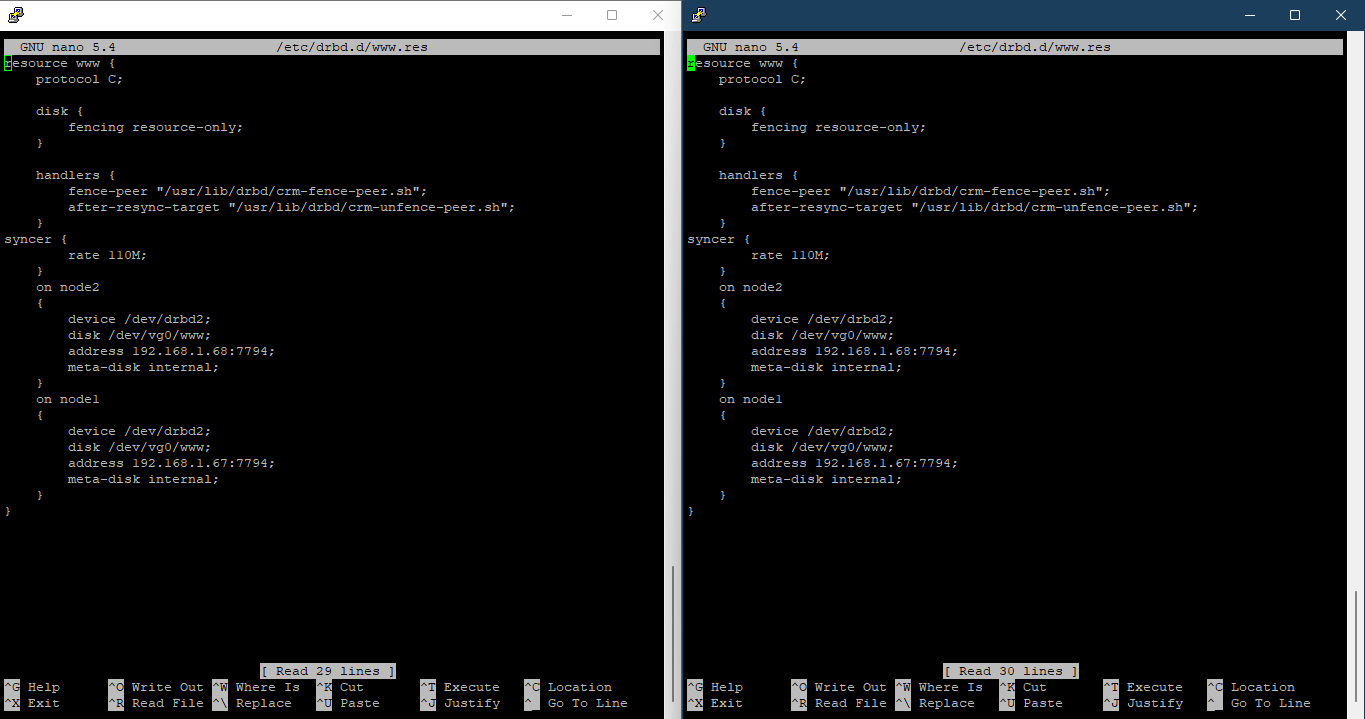 GNU nano 5.4 /etc/drbd.d/www.res
resource www {
protocol C;
disk {
fencing resource-only;
}
handlers {
fence-peer "/usr/lib/drbd/crm-fence-peer.sh";
after-resync-target "/usr/lib/drbd/crm-unfence-peer.sh";
}
syncer {
rate 110M;
}
on node2
{
device /dev/drbd2;
disk /dev/vg0/www;
address 192.168.1.68:7794;
meta-disk internal;
}
on node1
{
device /dev/drbd2;
disk /dev/vg0/www;
address 192.168.1.67:7794;
meta-disk internal;
}
}
[ Read 29 lines ]
^G Help ^O Write Out ^W Where Is ^K Cut ^T Execute ^C Location
^X Exit ^R Read File ^\ Replace ^U Paste ^J Justify ^_ Go To Line
GNU nano 5.4 /etc/drbd.d/www.res
resource www {
protocol C;
disk {
fencing resource-only;
}
handlers {
fence-peer "/usr/lib/drbd/crm-fence-peer.sh";
after-resync-target "/usr/lib/drbd/crm-unfence-peer.sh";
}
syncer {
rate 110M;
}
on node2
{
device /dev/drbd2;
disk /dev/vg0/www;
address 192.168.1.68:7794;
meta-disk internal;
}
on node1
{
device /dev/drbd2;
disk /dev/vg0/www;
address 192.168.1.67:7794;
meta-disk internal;
}
}
[ Read 30 lines ]
^G Help ^O Write Out ^W Where Is ^K Cut ^T Execute ^C Location
^X Exit ^R Read File ^\ Replace ^U Paste ^J Justify ^_ Go To Line